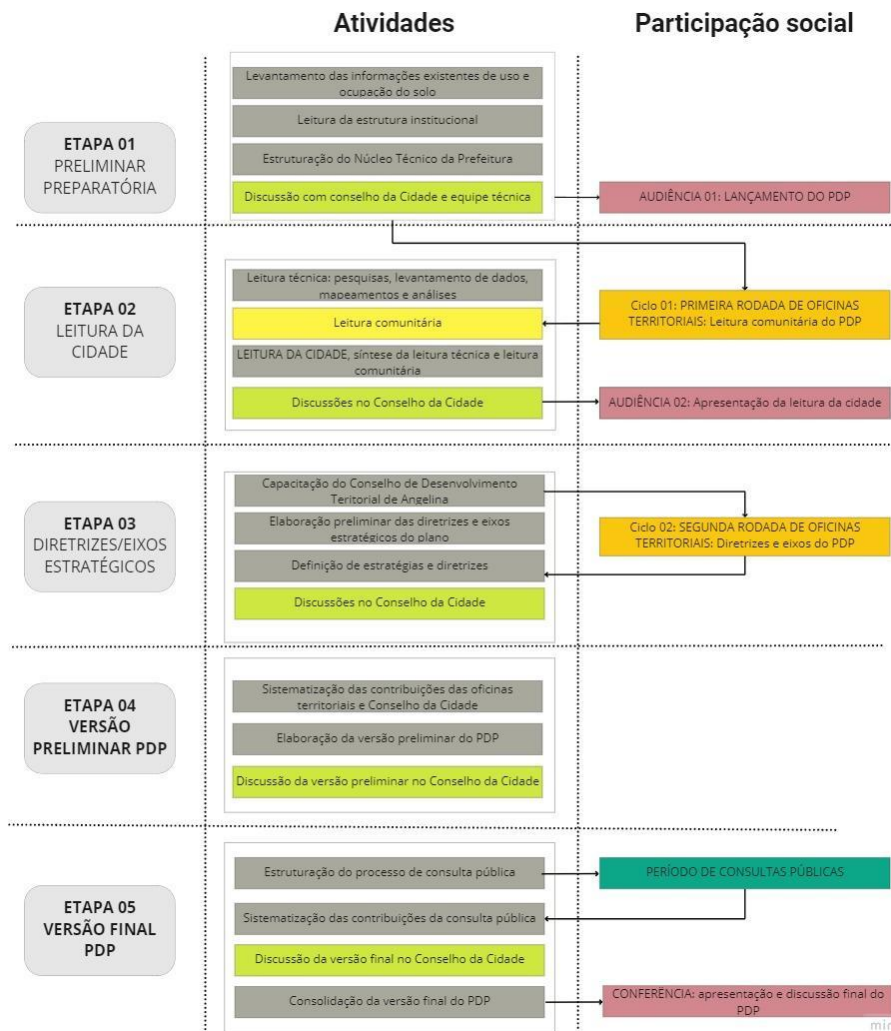 Atividades
Participação social
ETAPA 01
PRELIMINAR
PREPARATÓRIA
Levantamento das informações existentes de uso e
ocupação do solo
Leitura da estrutura institucional
Estruturação do Núcleo Técnico da Prefeitura
Discussão com conselho da Cidade e equipe técnica
AUDIÊNCIA 01: LANÇAMENTO DO PDP
ETAPA 02
LEITURA DA
CIDADE
Leitura técnica: pesquisas, levantamento de dados,
mapeamentos e análises
Leitura comunitária
LEITURA DA CIDADE, síntese da leitura técnica e leitura
comunitária
Discussões no Conselho da Cidade
Ciclo 01: PRIMEIRA RODADA DE OFICINAS
TERRITORIAIS: Leitura comunitária do PDP
AUDIÊNCIA 02: Apresentação da leitura da cidade
ETAPA 03
DIRETRIZES/EIXOS
ESTRATÉGICOS
Capacitação do Conselho de Desenvolvimento
Teritorial de Angelina
Elaboração preliminar das diretrizes e eixos
estratégicos do plano
Definição de estratégias e diretrizes
Discussões no Conselho da Cidade
Ciclo 02: SEGUNDA RODADA DE OFICINAS
TERRITORIAIS: Diretrizes e eixos do PDP
ETAPA 04
VERSÃO
PRELIMINAR PDP
Sistematização das contribuições das oficinas
territoriais e Conselho da Cidade
Elaboração da versão preliminar do PDP
Discussão da versão preliminar no Conselho da Cidade
ETAPA 05
VERSÃO FINAL
PDP
Estruturação do processo de consulta pública
Sistematização das contribuições da consulta pública
Discussão da versão final no Conselho da Cidade
Consolidação da versão final do PDP
PERÍODO DE CONSULTAS PÚBLICAS
CONFERÊNCIA: apresentação e discussão final do
PDP